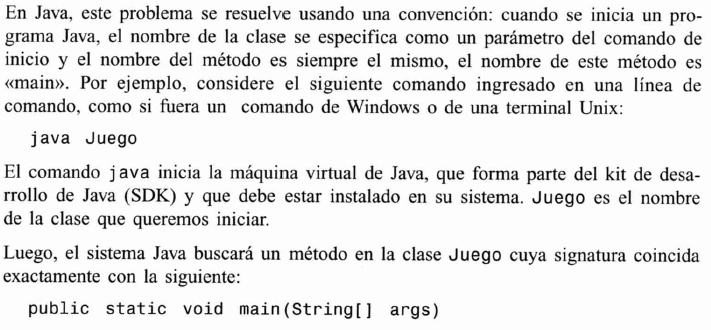 En Java, este problema se resuelve usando una convención: cuando se inicia un pro-
grama Java, el nombre de la clase se especifica como un parámetro del comando de
inicio y el nombre del método es siempre el mismo, el nombre de este método es
«main». Por ejemplo, considere el siguiente comando ingresado en una línea de
comando, como si fuera un comando de Windows o de una terminal Unix:
java Juego
El comando java inicia la máquina virtual de Java, que forma parte del kit de desa-
rrollo de Java (SDK) y que debe estar instalado en su sistema. Juego es el nombre
de la clase que queremos iniciar.
Luego, el sistema Java buscará un método en la clase Juego cuya signatura coincida
exactamente con la siguiente:
public static void main(String[] args)